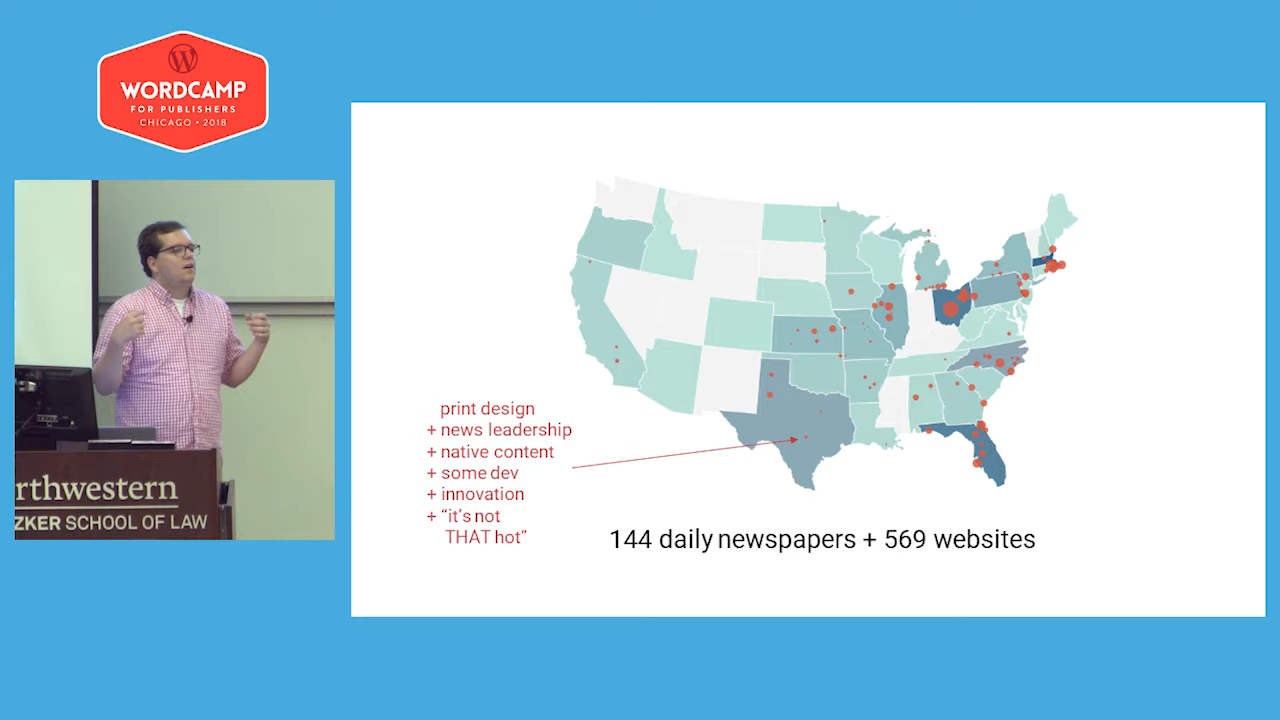 WORDCAMP
FOR PUBLISHERS
CHICAGO • 2018
print design
+ news leadership
+ native content
+ some dev
+ innovation
+ “it’s not
THAT hot”
144 daily newspapers + 569 websites
rthwestern
ZKER SCHOOL OF LAW